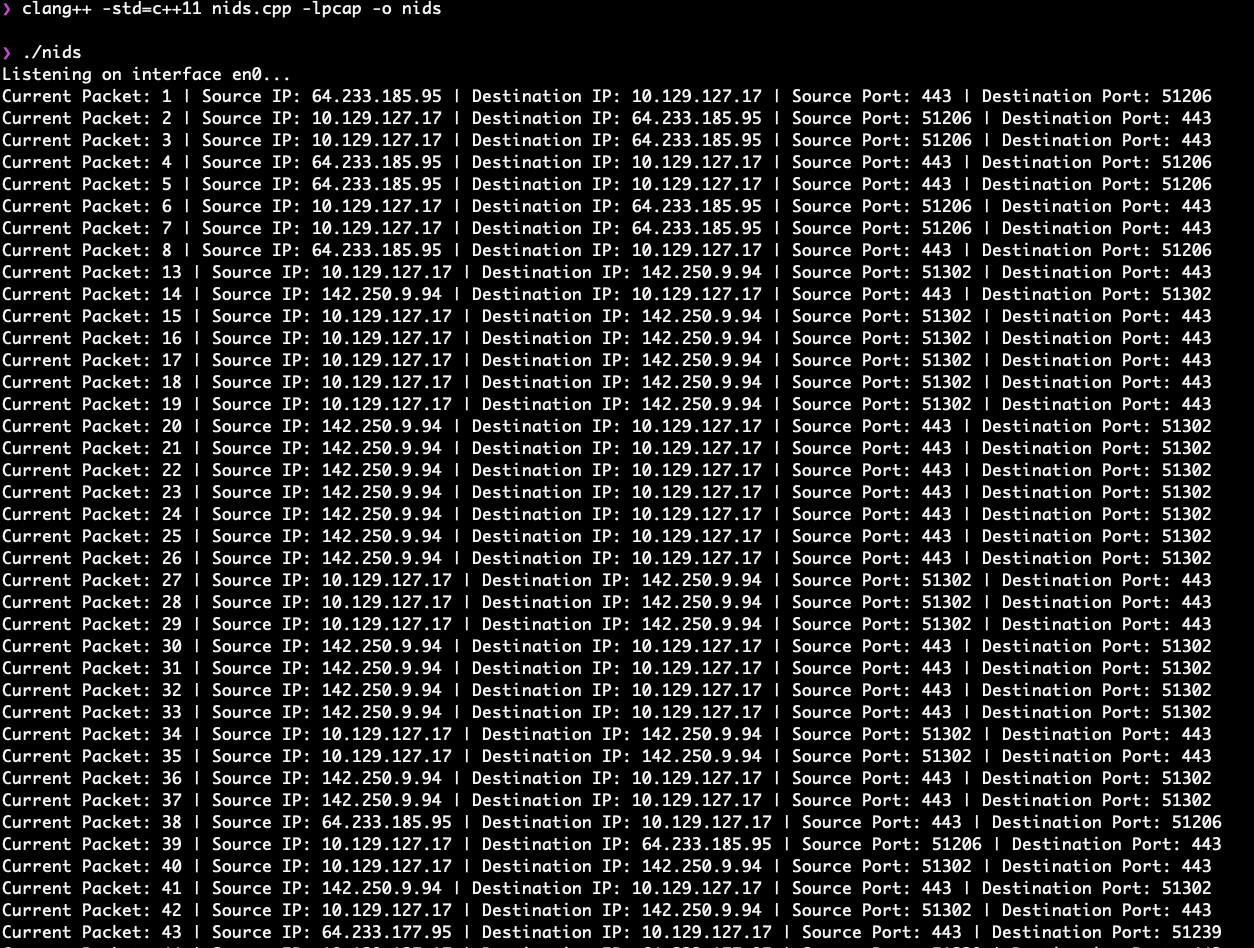 ❯ clang++ -std=c++11 nids.cpp -lpcap -o nids
❯ ./nids
Listening on interface en0...
Current Packet: 1 | Source IP: 64.233.185.95 | Destination IP: 10.129.127.17 | Source Port: 443 | Destination Port: 51206
Current Packet: 2 | Source IP: 10.129.127.17 | Destination IP: 64.233.185.95 | Source Port: 51206 | Destination Port: 443
Current Packet: 3 | Source IP: 10.129.127.17 | Destination IP: 64.233.185.95 | Source Port: 51206 | Destination Port: 443
Current Packet: 4 | Source IP: 64.233.185.95 | Destination IP: 10.129.127.17 | Source Port: 443 | Destination Port: 51206
Current Packet: 5 | Source IP: 64.233.185.95 | Destination IP: 10.129.127.17 | Source Port: 443 | Destination Port: 51206
Current Packet: 6 | Source IP: 10.129.127.17 | Destination IP: 64.233.185.95 | Source Port: 51206 | Destination Port: 443
Current Packet: 7 | Source IP: 10.129.127.17 | Destination IP: 64.233.185.95 | Source Port: 51206 | Destination Port: 443
Current Packet: 8 | Source IP: 64.233.185.95 | Destination IP: 10.129.127.17 | Source Port: 443 | Destination Port: 51206
Current Packet: 13 | Source IP: 10.129.127.17 | Destination IP: 142.250.9.94 | Source Port: 51302 | Destination Port: 443
Current Packet: 14 | Source IP: 142.250.9.94 | Destination IP: 10.129.127.17 | Source Port: 443 | Destination Port: 51302
Current Packet: 15 | Source IP: 10.129.127.17 | Destination IP: 142.250.9.94 | Source Port: 51302 | Destination Port: 443
Current Packet: 16 | Source IP: 10.129.127.17 | Destination IP: 142.250.9.94 | Source Port: 51302 | Destination Port: 443
Current Packet: 17 | Source IP: 10.129.127.17 | Destination IP: 142.250.9.94 | Source Port: 51302 | Destination Port: 443
Current Packet: 18 | Source IP: 10.129.127.17 | Destination IP: 142.250.9.94 | Source Port: 51302 | Destination Port: 443
Current Packet: 19 | Source IP: 10.129.127.17 | Destination IP: 142.250.9.94 | Source Port: 51302 | Destination Port: 443
Current Packet: 20 | Source IP: 142.250.9.94 | Destination IP: 10.129.127.17 | Source Port: 443 | Destination Port: 51302
Current Packet: 21 | Source IP: 142.250.9.94 | Destination IP: 10.129.127.17 | Source Port: 443 | Destination Port: 51302
Current Packet: 22 | Source IP: 142.250.9.94 | Destination IP: 10.129.127.17 | Source Port: 443 | Destination Port: 51302
Current Packet: 23 | Source IP: 142.250.9.94 | Destination IP: 10.129.127.17 | Source Port: 443 | Destination Port: 51302
Current Packet: 24 | Source IP: 142.250.9.94 | Destination IP: 10.129.127.17 | Source Port: 443 | Destination Port: 51302
Current Packet: 25 | Source IP: 142.250.9.94 | Destination IP: 10.129.127.17 | Source Port: 443 | Destination Port: 51302
Current Packet: 26 | Source IP: 142.250.9.94 | Destination IP: 10.129.127.17 | Source Port: 443 | Destination Port: 51302
Current Packet: 27 | Source IP: 10.129.127.17 | Destination IP: 142.250.9.94 | Source Port: 51302 | Destination Port: 443
Current Packet: 28 | Source IP: 10.129.127.17 | Destination IP: 142.250.9.94 | Source Port: 51302 | Destination Port: 443
Current Packet: 29 | Source IP: 10.129.127.17 | Destination IP: 142.250.9.94 | Source Port: 51302 | Destination Port: 443
Current Packet: 30 | Source IP: 142.250.9.94 | Destination IP: 10.129.127.17 | Source Port: 443 | Destination Port: 51302
Current Packet: 31 | Source IP: 142.250.9.94 | Destination IP: 10.129.127.17 | Source Port: 443 | Destination Port: 51302
Current Packet: 32 | Source IP: 142.250.9.94 | Destination IP: 10.129.127.17 | Source Port: 443 | Destination Port: 51302
Current Packet: 33 | Source IP: 142.250.9.94 | Destination IP: 10.129.127.17 | Source Port: 443 | Destination Port: 51302
Current Packet: 34 | Source IP: 10.129.127.17 | Destination IP: 142.250.9.94 | Source Port: 51302 | Destination Port: 443
Current Packet: 35 | Source IP: 10.129.127.17 | Destination IP: 142.250.9.94 | Source Port: 51302 | Destination Port: 443
Current Packet: 36 | Source IP: 142.250.9.94 | Destination IP: 10.129.127.17 | Source Port: 443 | Destination Port: 51302
Current Packet: 37 | Source IP: 142.250.9.94 | Destination IP: 10.129.127.17 | Source Port: 443 | Destination Port: 51302
Current Packet: 38 | Source IP: 64.233.185.95 | Destination IP: 10.129.127.17 | Source Port: 443 | Destination Port: 51206
Current Packet: 39 | Source IP: 10.129.127.17 | Destination IP: 64.233.185.95 | Source Port: 51206 | Destination Port: 443
Current Packet: 40 | Source IP: 10.129.127.17 | Destination IP: 142.250.9.94 | Source Port: 51302 | Destination Port: 443
Current Packet: 41 | Source IP: 142.250.9.94 | Destination IP: 10.129.127.17 | Source Port: 443 | Destination Port: 51302
Current Packet: 42 | Source IP: 10.129.127.17 | Destination IP: 142.250.9.94 | Source Port: 51302 | Destination Port: 443
Current Packet: 43 | Source IP: 64.233.177.95 | Destination IP: 10.129.127.17 | Source Port: 443 | Destination Port: 51239